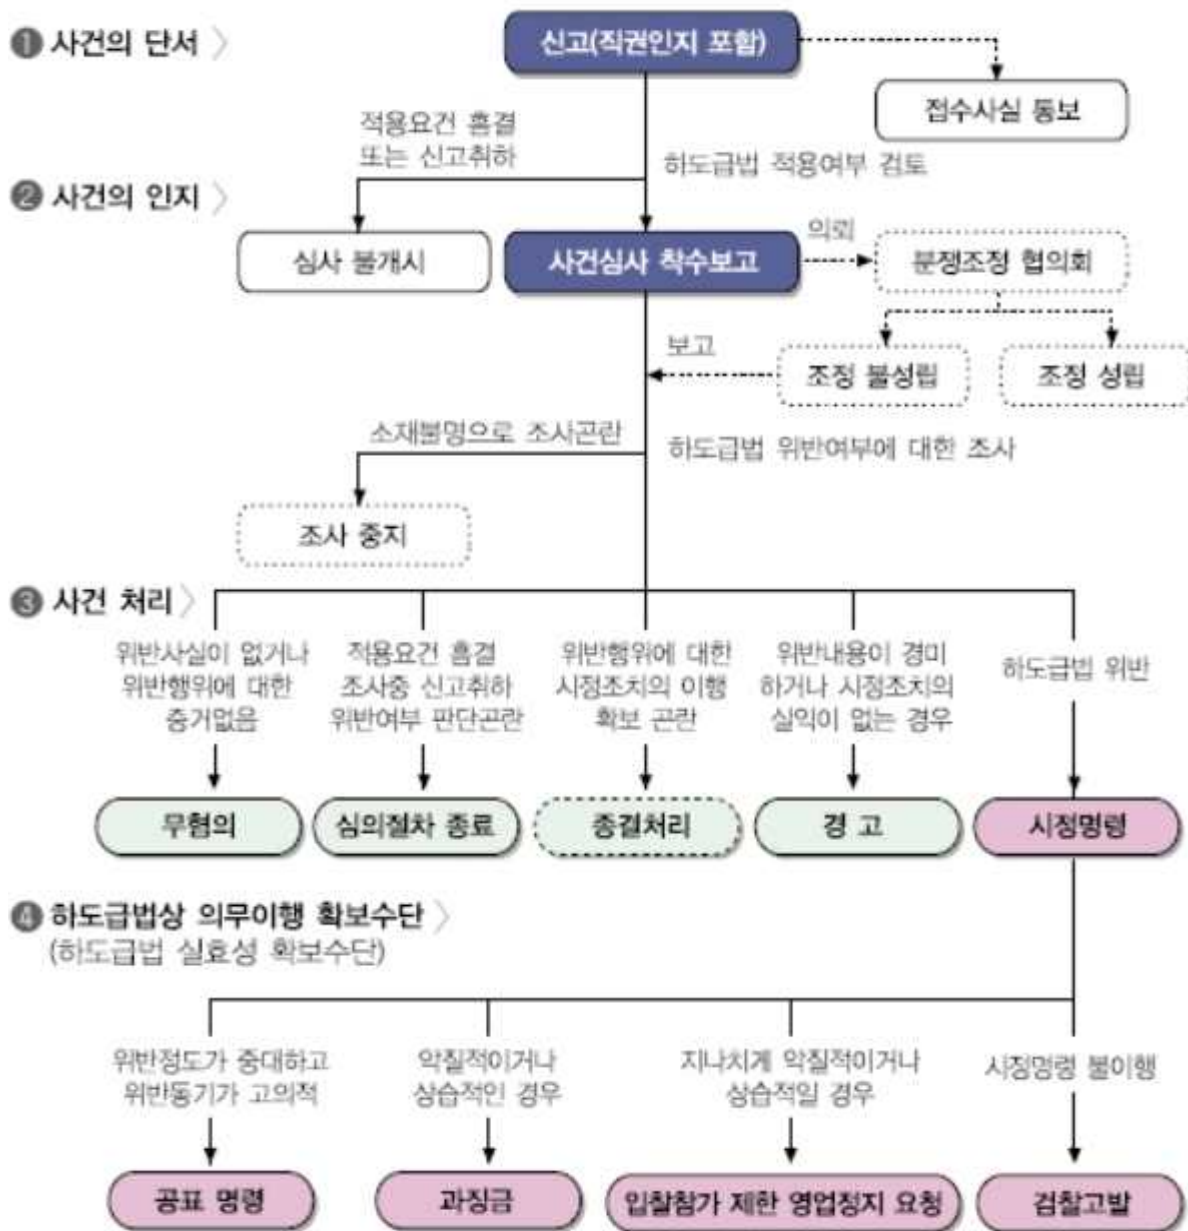 ❶ 사건의 단서
신고(직권인지 포함)
접수사실 통보
적용요건 흠결
또는 신고취하
하도급법 적용여부 검토
❷ 사건의 인지
심사 불개시
사건심사 착수보고
의뢰
분쟁조정 협의회
보고
조정 불성립
조정 성립
소재불명으로 조사곤란
하도급법 위반여부에 대한 조사
조사 중지
❸ 사건 처리
위반사실이 없거나
위반행위에 대한
증거없음
적용요건 흠결
조사중 신고취하
위반여부 판단곤란
위반행위에 대한
시정조치의 이행
확보 곤란
위반내용이 경미
하거나 시정조치의
실익이 없는 경우
하도급법 위반
무혐의
심의절차 종료
종결처리
경 고
시정명령
❹ 하도급법상 의무이행 확보수단
(하도급법 실효성 확보수단)
위반정도가 중대하고
위반동기가 고의적
악질적이거나
상습적인 경우
지나치게 악질적이거나
상습적일 경우
시정명령 불이행
공표 명령
과징금
입찰참가 제한 영업정지 요청
검찰고발